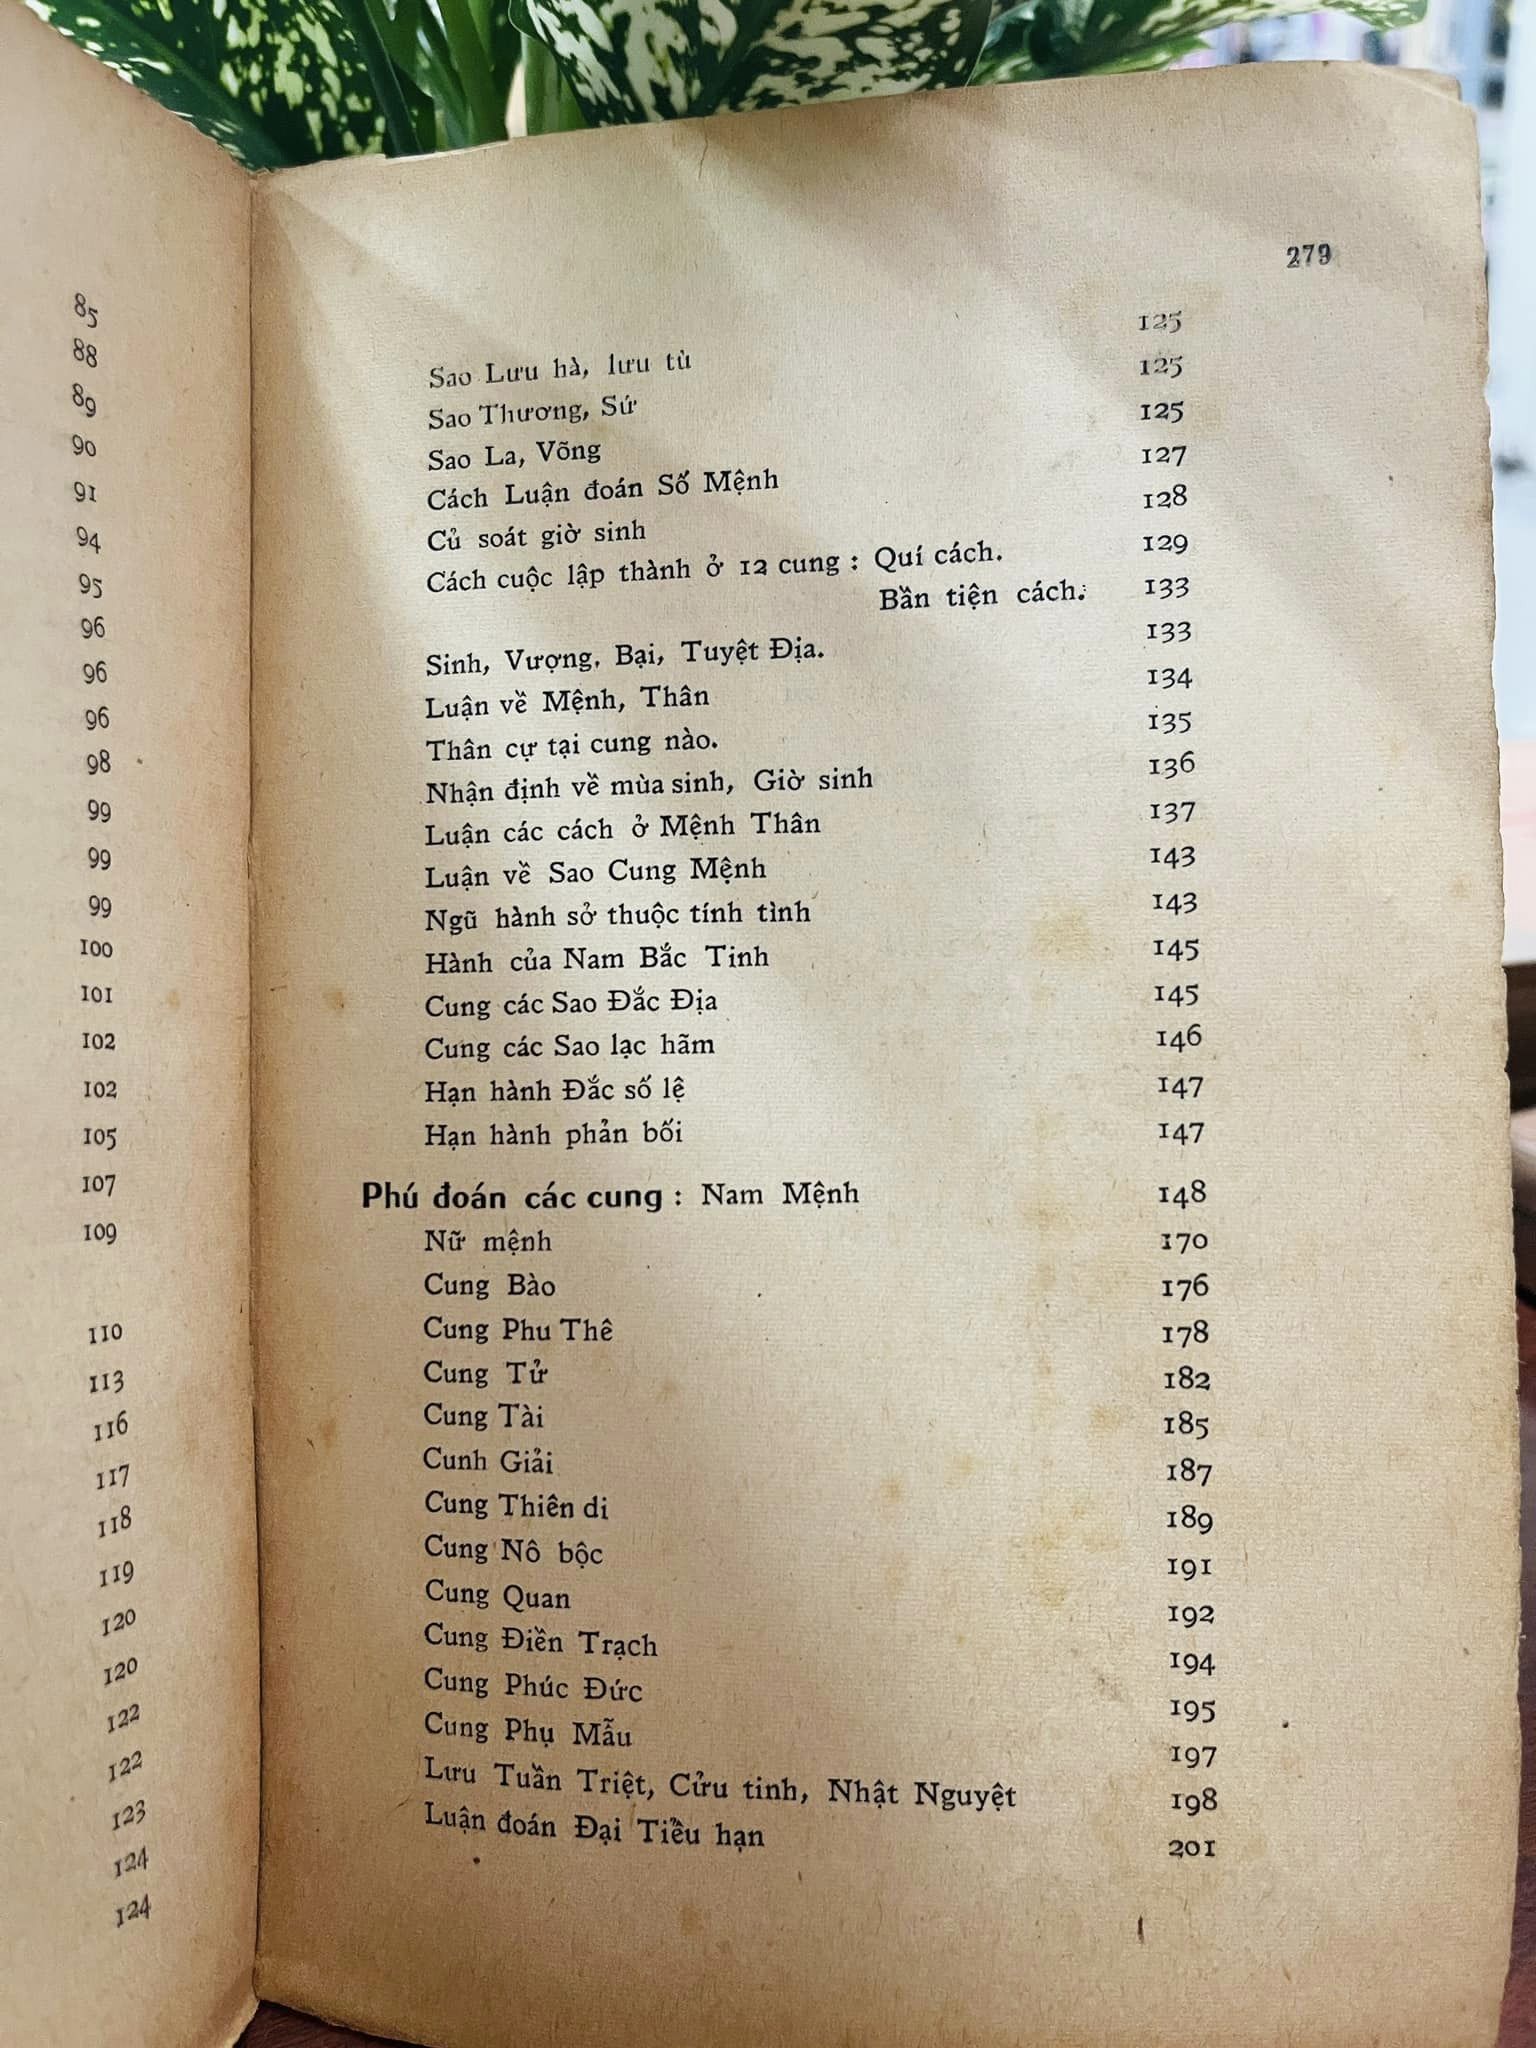 85
88
89
90
91
94
95
96
96
96
98
99
99
99
100
101
102
102
105
107
109
110
113
116
117
118
119
120
120
122
122
123
124
124
279
Sao Lưu hà, lưu tù 125
Sao Thương, Sứ 125
Sao La, Võng 125
Cách Luận đoán Số Mệnh 127
Củ soát giờ sinh 128
Cách cuộc lập thành ở 12 cung : Quí cách. 129
Bần tiện cách. 133
Sinh, Vượng, Bại, Tuyệt Địa. 133
Luận về Mệnh, Thân 134
Thân cự tại cung nào. 135
Nhận định về mùa sinh, Giờ sinh 136
Luận các cách ở Mệnh Thân 137
Luận về Sao Cung Mệnh 143
Ngũ hành sở thuộc tính tình 143
Hành của Nam Bắc Tinh 145
Cung các Sao Đắc Địa 145
Cung các Sao lạc hãm 146
Hạn hành Đắc số lệ 147
Hạn hành phản bối 147
Phú đoán các cung : Nam Mệnh 148
Nữ mệnh 170
Cung Bào 176
Cung Phu Thê 178
Cung Tử 182
Cung Tài 185
Cunh Giải 187
Cung Thiên di 189
Cung Nô bộc 191
Cung Quan 192
Cung Điền Trạch 194
Cung Phúc Đức 195
Cung Phụ Mẫu 197
Lưu Tuần Triệt, Cửu tinh, Nhật Nguyệt 198
Luận đoán Đại Tiều hạn 201